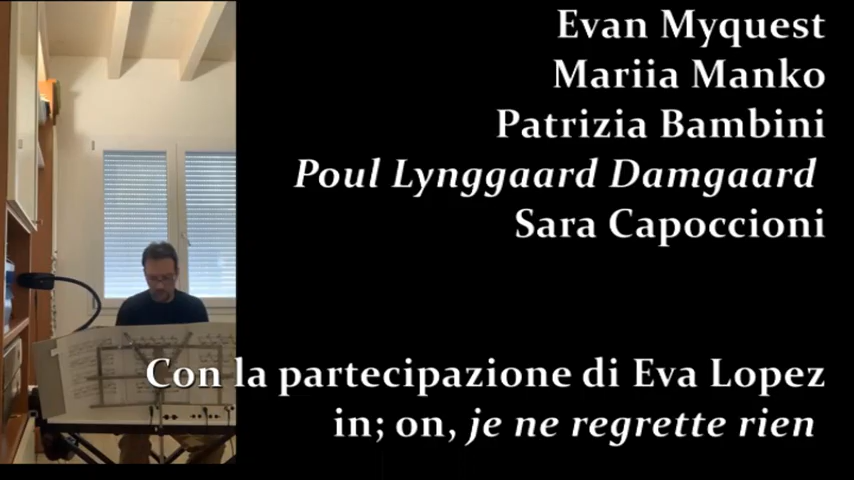 Evan Myquest
Mariia Manko
Patrizia Bambini
Poul Lynggaard Damgaard
Sara Capoccioni
Con la partecipazione di Eva Lopez
in; on, je ne regrette rien